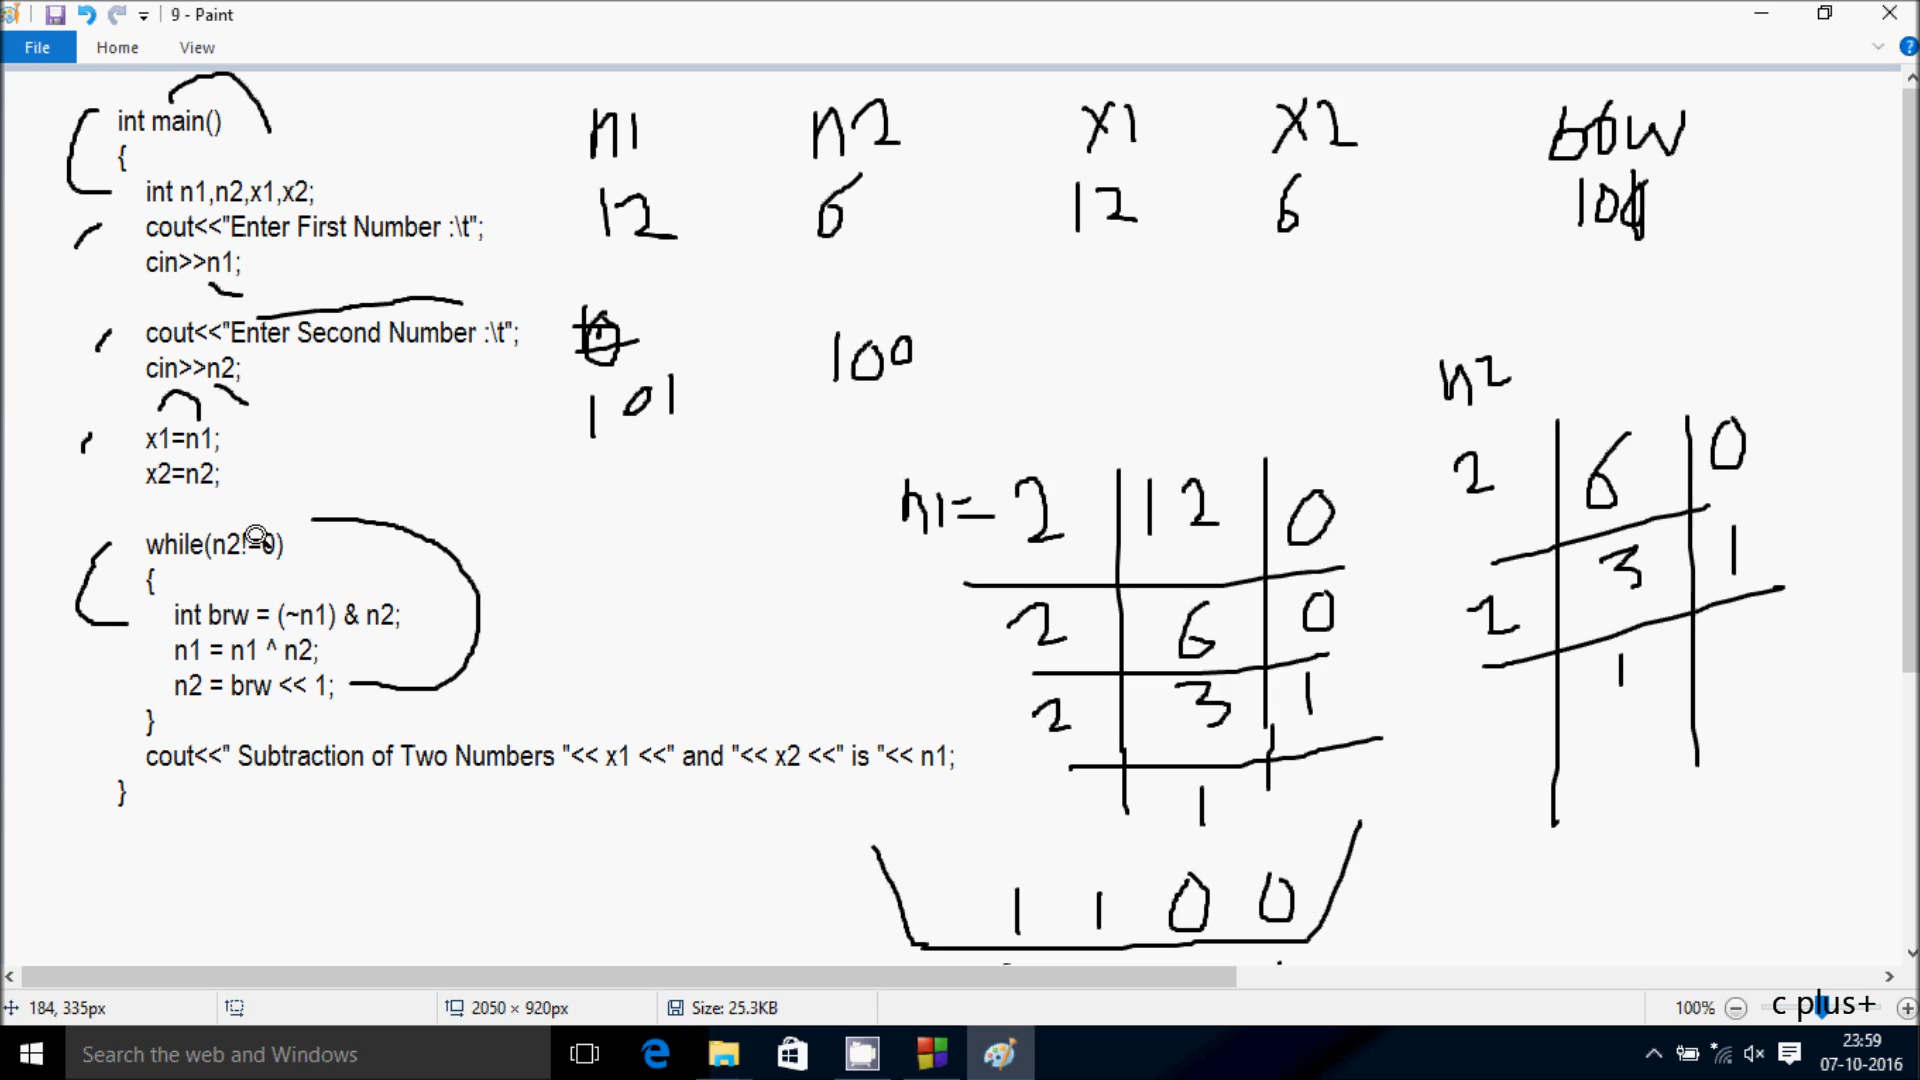 9 - Paint
File Home View
int main()
{
int n1,n2,x1,x2;
cout<<"Enter First Number :\t";
cin>>n1;
cout<<"Enter Second Number :\t";
cin>>n2;
x1=n1;
x2=n2;
while(n2!=0)
{
int brw = (~n1) & n2;
n1 = n1 ^ n2;
n2 = brw << 1;
}
cout<<" Subtraction of Two Numbers "<< x1 <<" and "<< x2 <<" is "<< n1;
}
n1 n2 x1 x2
12 6 12 6
100
101
n1= 2 12 0
2 6 0
2 3 1
1
1 1 0 0
n2
2 6 0
2 3 1
1
184, 335px 2050 × 920px Size: 25.3KB 100%
c plus+
Search the web and Windows
23:59
07-10-2016